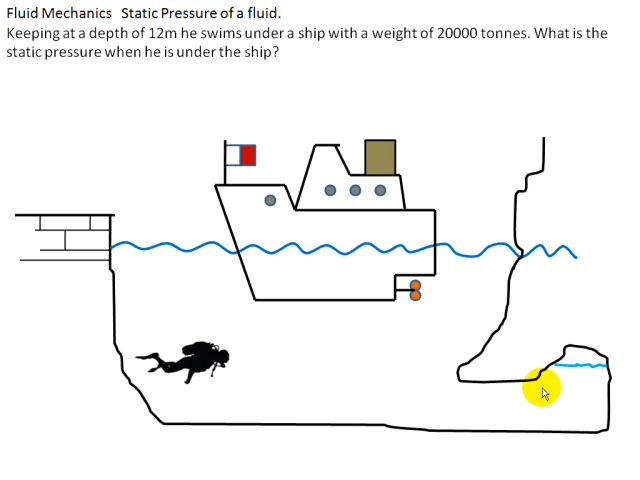 Fluid Mechanics  Static Pressure of a fluid.
Keeping at a depth of 12m he swims under a ship with a weight of 20000 tonnes. What is the
static pressure when he is under the ship?